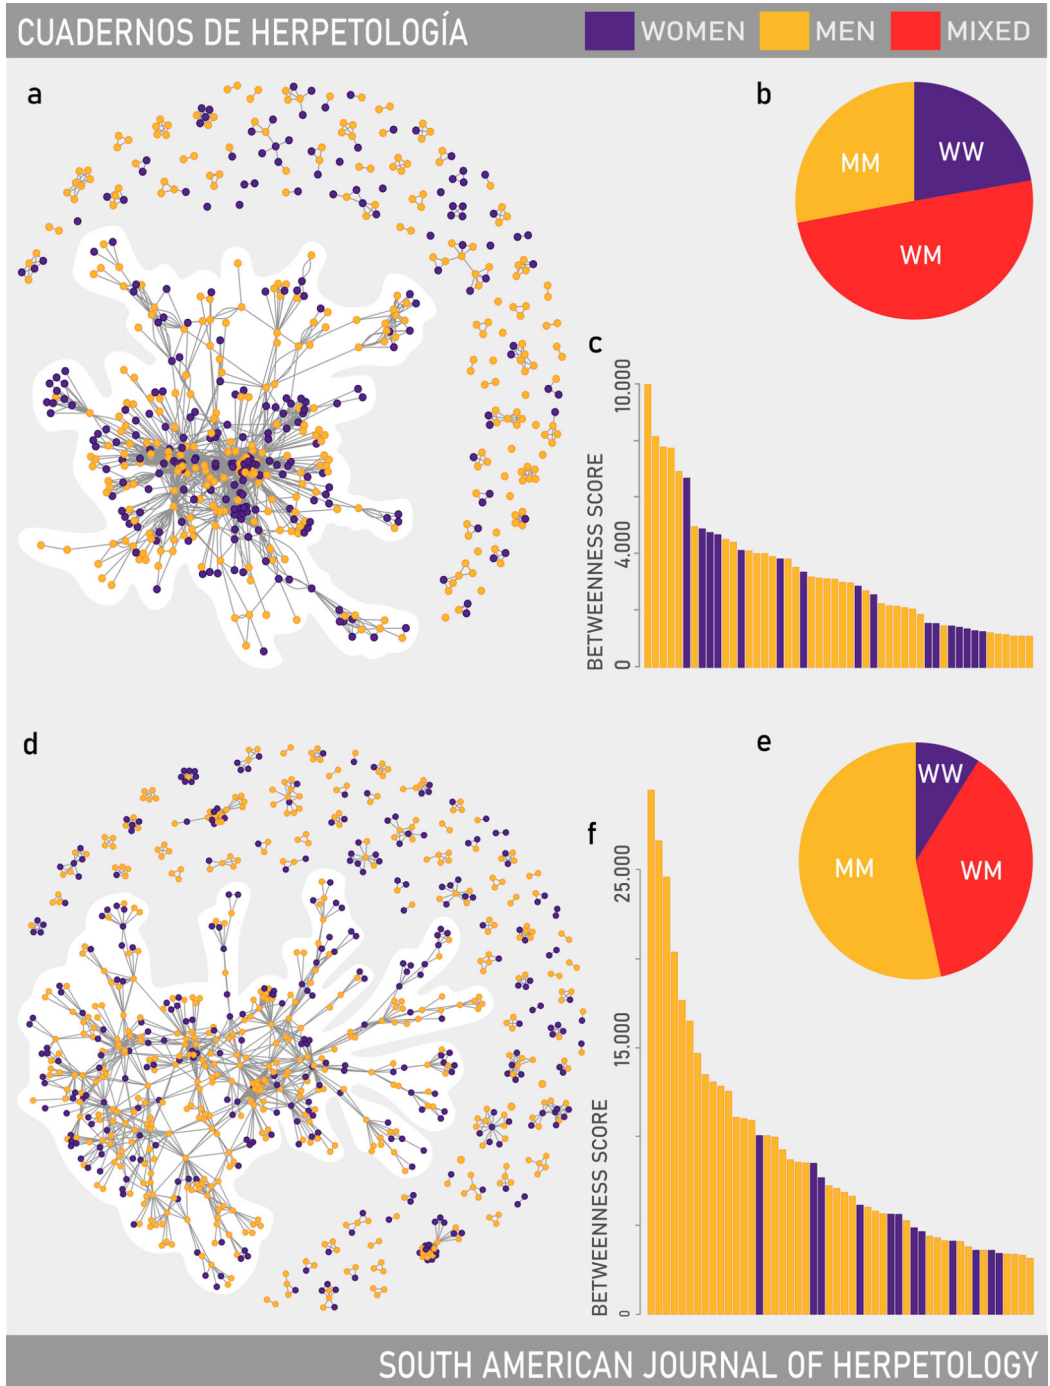 CUADERNOS DE HERPETOLOGÍA
WOMEN MEN MIXED
a
b
MM
WW
WM
c
BETWEENNESS SCORE
0
4.000
10.000
d
e
WW
MM
WM
f
BETWEENNESS SCORE
0
15.000
25.000
SOUTH AMERICAN JOURNAL OF HERPETOLOGY